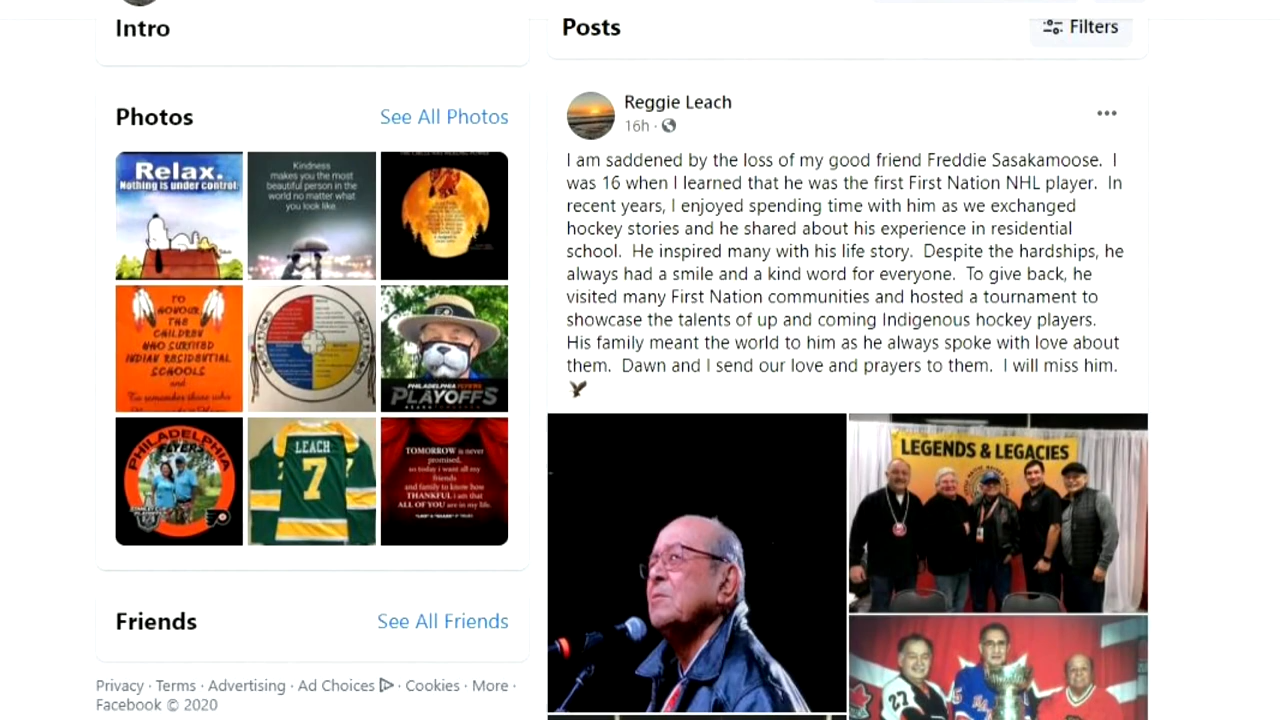 Intro
Photos
See All Photos
Relax.
Nothing is under control.
Kindness
makes you the most
beautiful person in the
world no matter what
you look like.
TO
HONOUR
THE
CHILDREN
WHO SURVIVED
INDIAN RESIDENTIAL
SCHOOLS
and
To remember those who
PHILADELPHIA FLYERS
PLAYOFFS
PHILADELPHIA
FLYERS
LEACH
7
TOMORROW is never
promised,
so today i want all my
friends
and family to know how
THANKFUL i am that
ALL OF YOU are in my life.
Friends
See All Friends
Privacy · Terms · Advertising · Ad Choices · Cookies · More ·
Facebook © 2020
Posts
Filters
Reggie Leach
16h ·
I am saddened by the loss of my good friend Freddie Sasakamoose. I
was 16 when I learned that he was the first First Nation NHL player. In
recent years, I enjoyed spending time with him as we exchanged
hockey stories and he shared about his experience in residential
school. He inspired many with his life story. Despite the hardships, he
always had a smile and a kind word for everyone. To give back, he
visited many First Nation communities and hosted a tournament to
showcase the talents of up and coming Indigenous hockey players.
His family meant the world to him as he always spoke with love about
them. Dawn and I send our love and prayers to them. I will miss him.
LEGENDS & LEGACIES
27